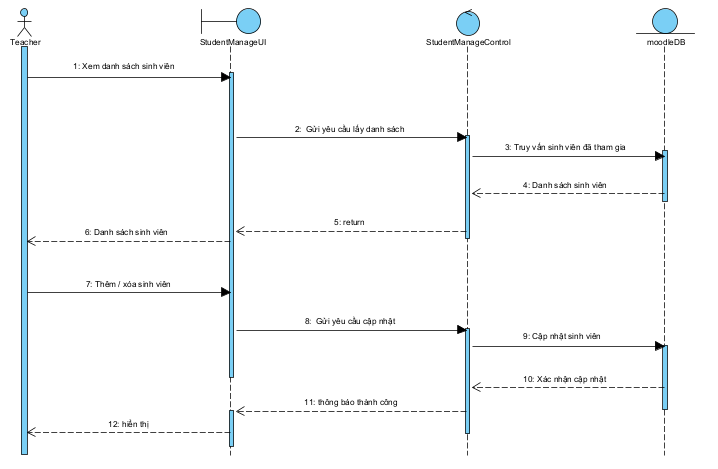 Teacher
StudentManageUI
StudentManageControl
moodleDB
1: Xem danh sách sinh viên
2: Gửi yêu cầu lấy danh sách
3: Truy vấn sinh viên đã tham gia
4: Danh sách sinh viên
5: return
6: Danh sách sinh viên
7: Thêm / xóa sinh viên
8: Gửi yêu cầu cập nhật
9: Cập nhật sinh viên
10: Xác nhận cập nhật
11: thông báo thành công
12: hiển thị